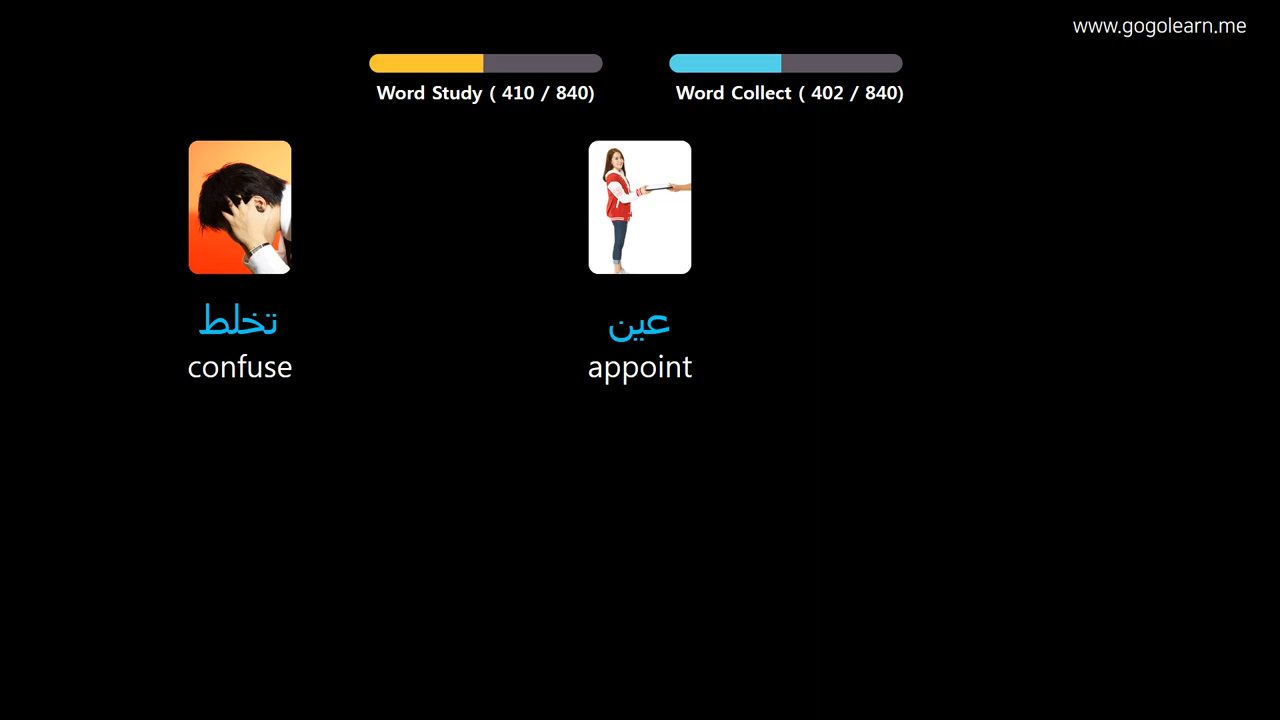 www.gogolearn.me
Word Study ( 410 / 840)
Word Collect ( 402 / 840)
تخلط
confuse
عين
appoint